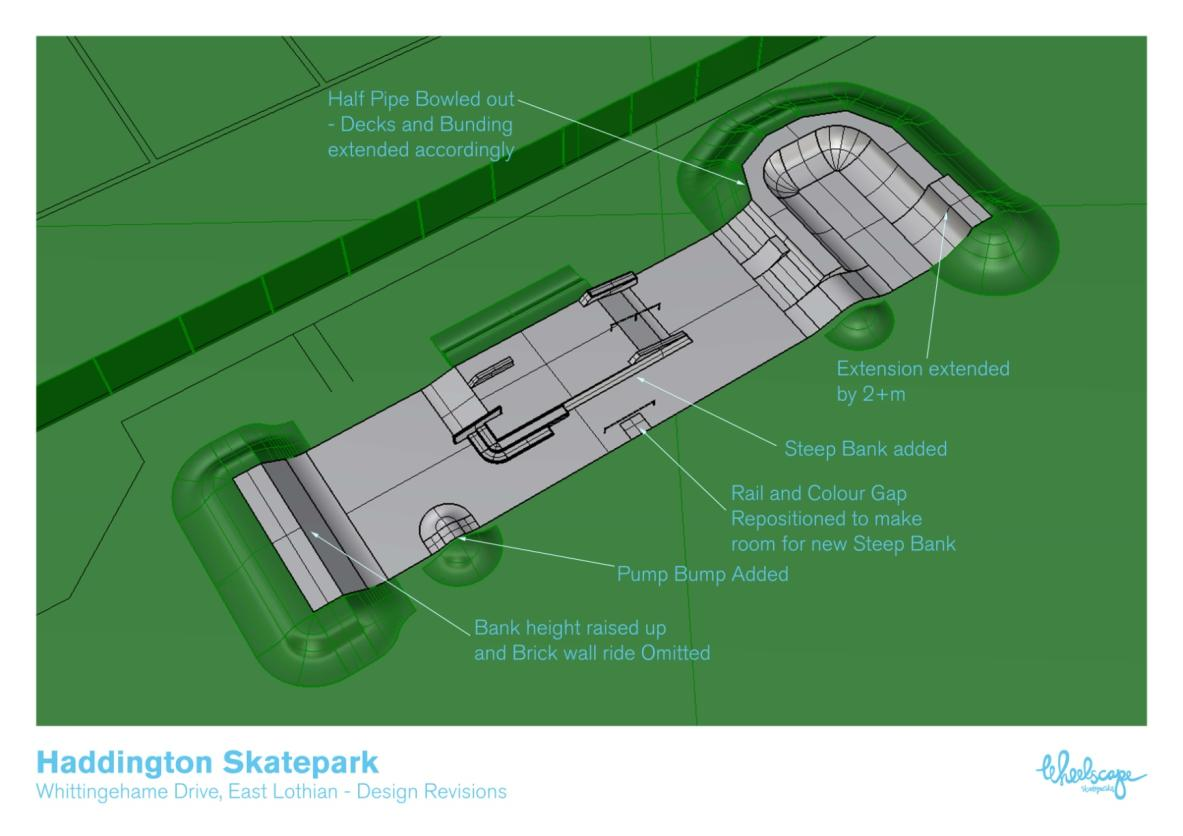 Half Pipe Bowled out
- Decks and Bunding
extended accordingly
Extension extended
by 2+m
Steep Bank added
Rail and Colour Gap
Repositioned to make
room for new Steep Bank
Pump Bump Added
Bank height raised up
and Brick wall ride Omitted
Haddington Skatepark
Whittingehame Drive, East Lothian - Design Revisions
Wheelscape
Skateparks